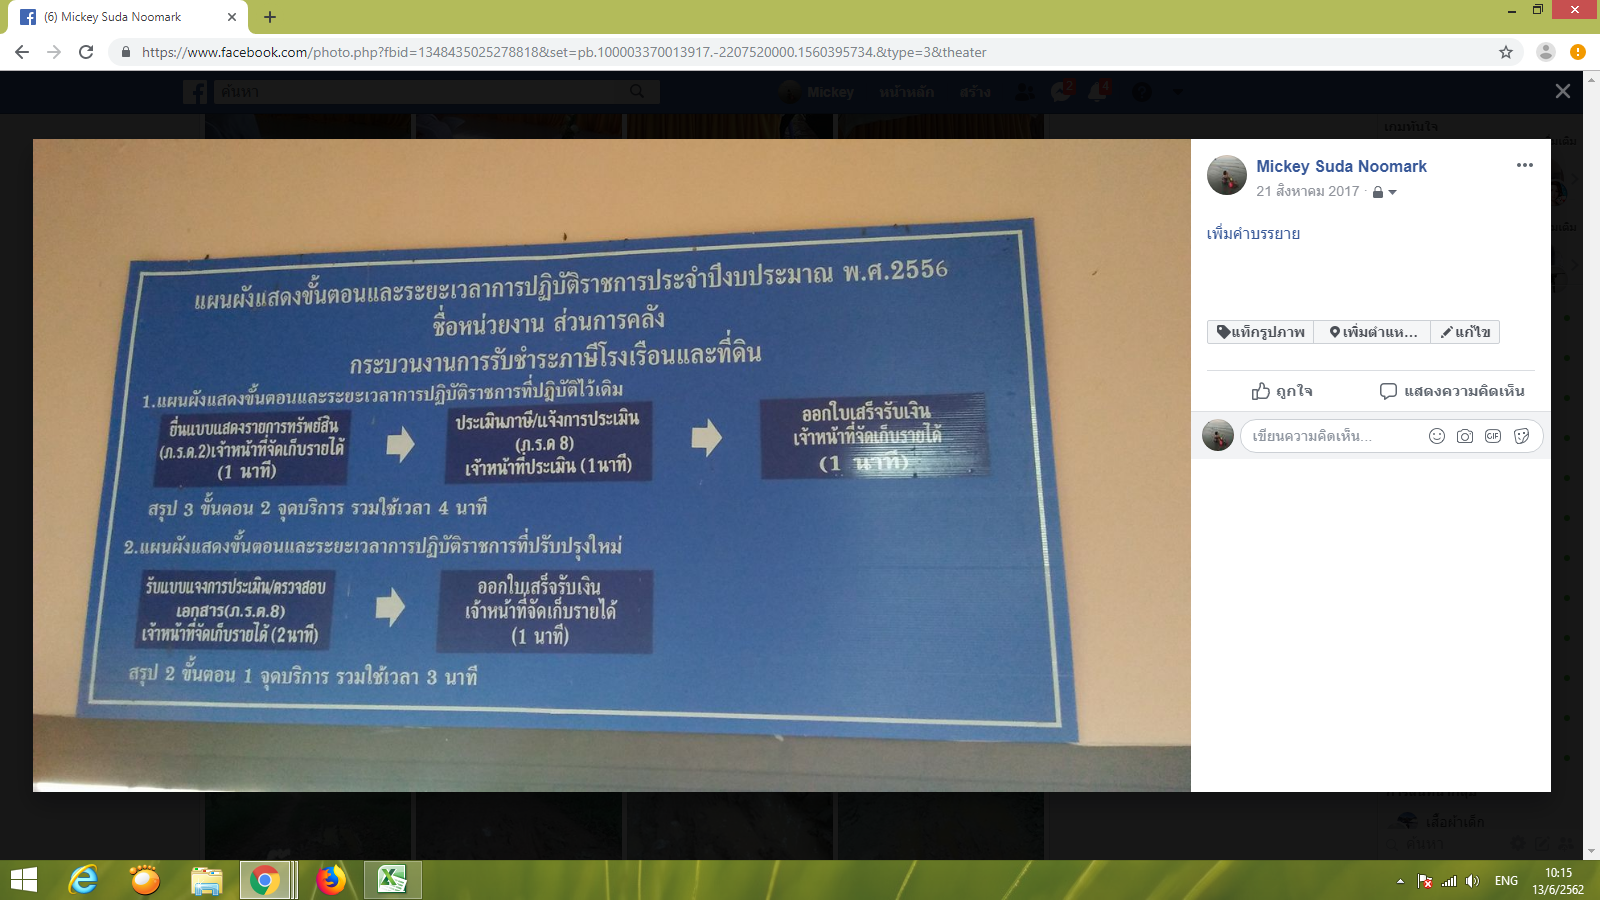 (6) Mickey Suda Noomark
https://www.facebook.com/photo.php?fbid=1348435025278818&set=pb.100003370013917.-2207520000.1560395734.&type=3&theater
ค้นหา
Mickey
หน้าหลัก
สร้าง
2
4
แผนผังแสดงขั้นตอนและระยะเวลาการปฏิบัติราชการประจำปีงบประมาณ พ.ศ.2556
ชื่อหน่วยงาน ส่วนการคลัง
กระบวนงานการรับชำระภาษีโรงเรือนและที่ดิน
1.แผนผังแสดงขั้นตอนและระยะเวลาการปฏิบัติราชการที่ปฏิบัติไว้เดิม
ยื่นแบบแสดงรายการทรัพย์สิน
(ภ.ร.ด.2)เจ้าหน้าที่จัดเก็บรายได้
(1 นาที)
ประเมินภาษี/แจ้งการประเมิน
(ภ.ร.ด 8)
เจ้าหน้าที่ประเมิน (1นาที)
ออกใบเสร็จรับเงิน
เจ้าหน้าที่จัดเก็บรายได้
(1 นาที)
สรุป 3 ขั้นตอน 2 จุดบริการ รวมใช้เวลา 4 นาที
2.แผนผังแสดงขั้นตอนและระยะเวลาการปฏิบัติราชการที่ปรับปรุงใหม่
รับแบบแจงการประเมิน/ตรวจสอบ
เอกสาร(ภ.ร.ด.8)
เจ้าหน้าที่จัดเก็บรายได้ (2นาที)
ออกใบเสร็จรับเงิน
เจ้าหน้าที่จัดเก็บรายได้
(1 นาที)
สรุป 2 ขั้นตอน 1 จุดบริการ รวมใช้เวลา 3 นาที
Mickey Suda Noomark
21 สิงหาคม 2017
เพิ่มคำบรรยาย
แท็กรูปภาพ
เพิ่มตำแห...
แก้ไข
ถูกใจ
แสดงความคิดเห็น
เขียนความคิดเห็น...
GIF
เสื้อผ้าเด็ก
ค้นหา
ENG
10:15
13/6/2562